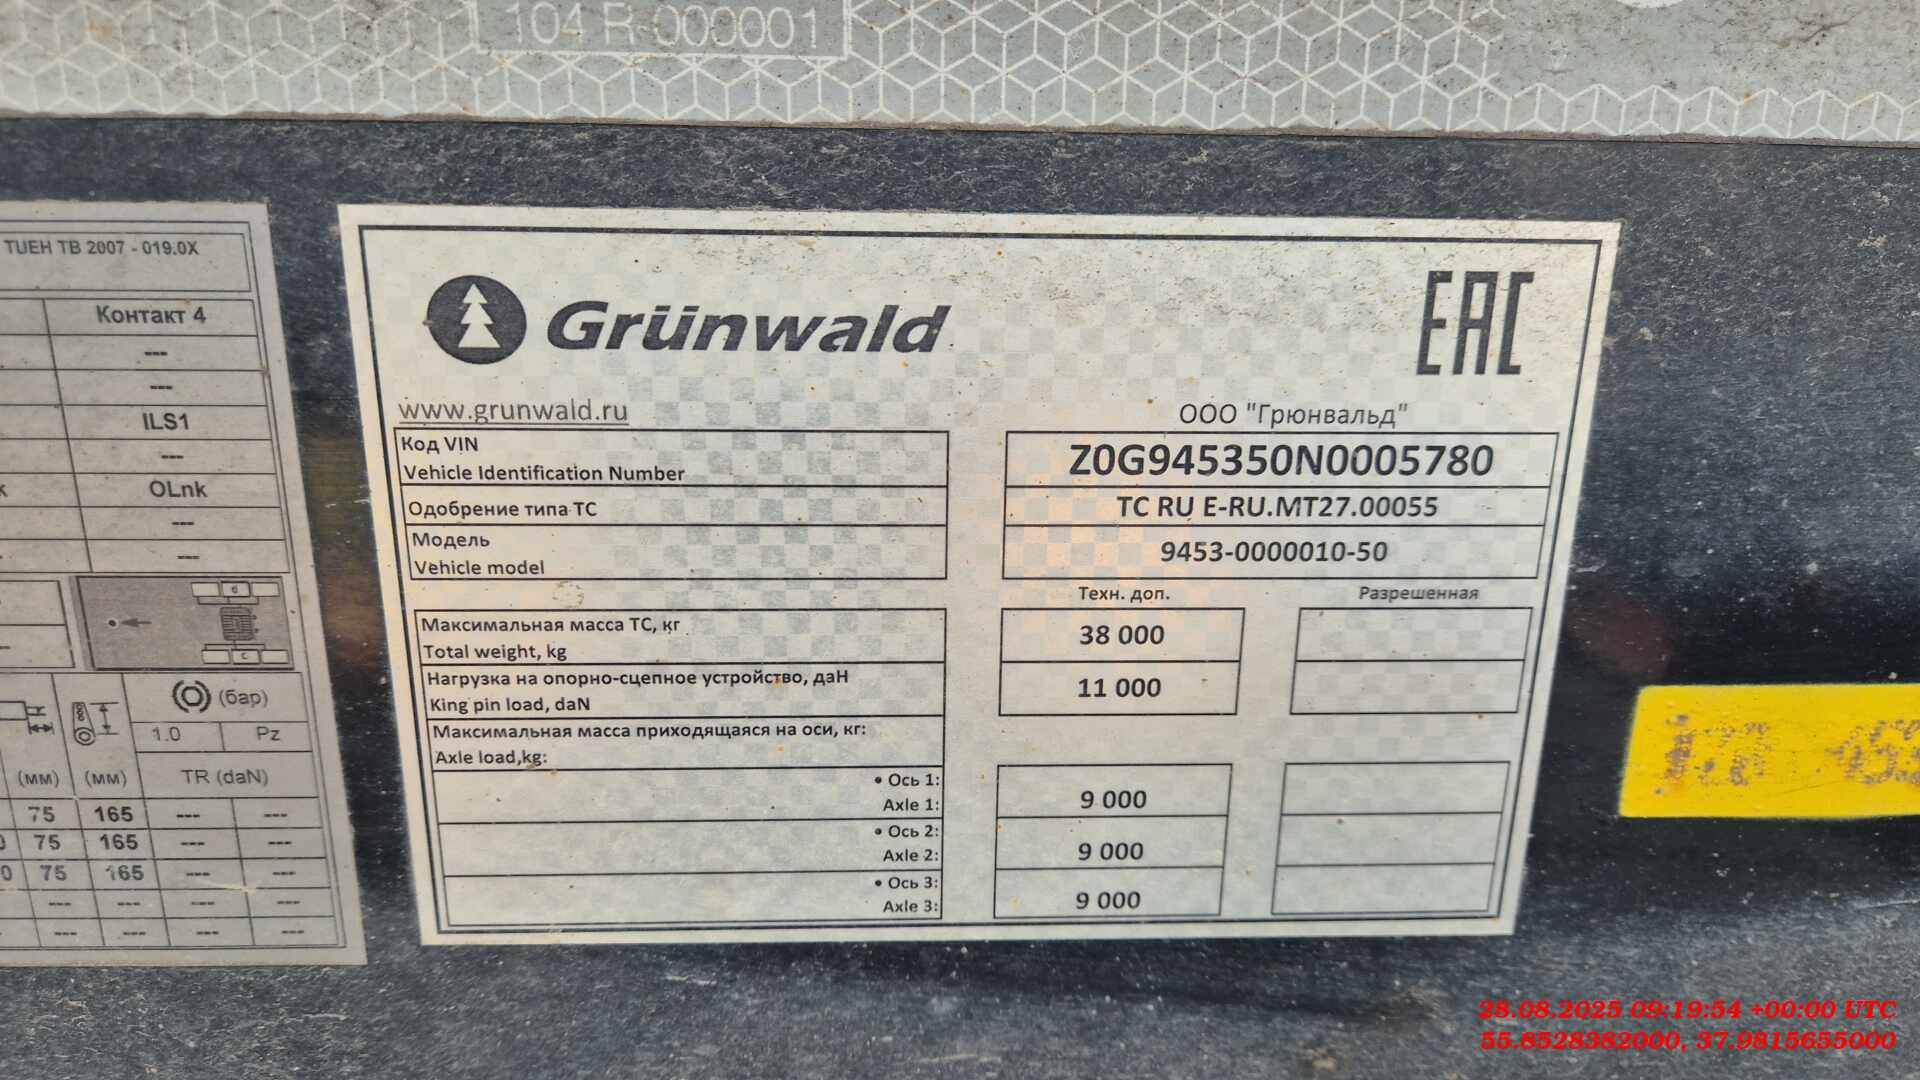 104 R-000001
TUEH TB 2007 - 019.0X
Контакт 4
---
---
ILS1
---
OLnk
---
---
d
c
(бар)
1.0 Pz
(мм) (мм) TR (daN)
75 165 --- ---
75 165 --- ---
0 75 165 --- ---
--- --- --- ---
--- --- --- ---
Grünwald
EAC
www.grunwald.ru
ООО "Грюнвальд"
Код VIN
Vehicle Identification Number
Z0G945350N0005780
Одобрение типа ТС
ТС RU E-RU.MT27.00055
Модель
Vehicle model
9453-0000010-50
Техн. доп.
Разрешенная
Максимальная масса ТС, кг
Total weight, kg
38 000
Нагрузка на опорно-сцепное устройство, даН
King pin load, daN
11 000
Максимальная масса приходящаяся на оси, кг:
Axle load,kg:
• Ось 1:
Axle 1:
9 000
• Ось 2:
Axle 2:
9 000
• Ось 3:
Axle 3:
9 000
28.08.2025 09:19:54 +00:00 UTC
55.8528382000, 37.9815655000